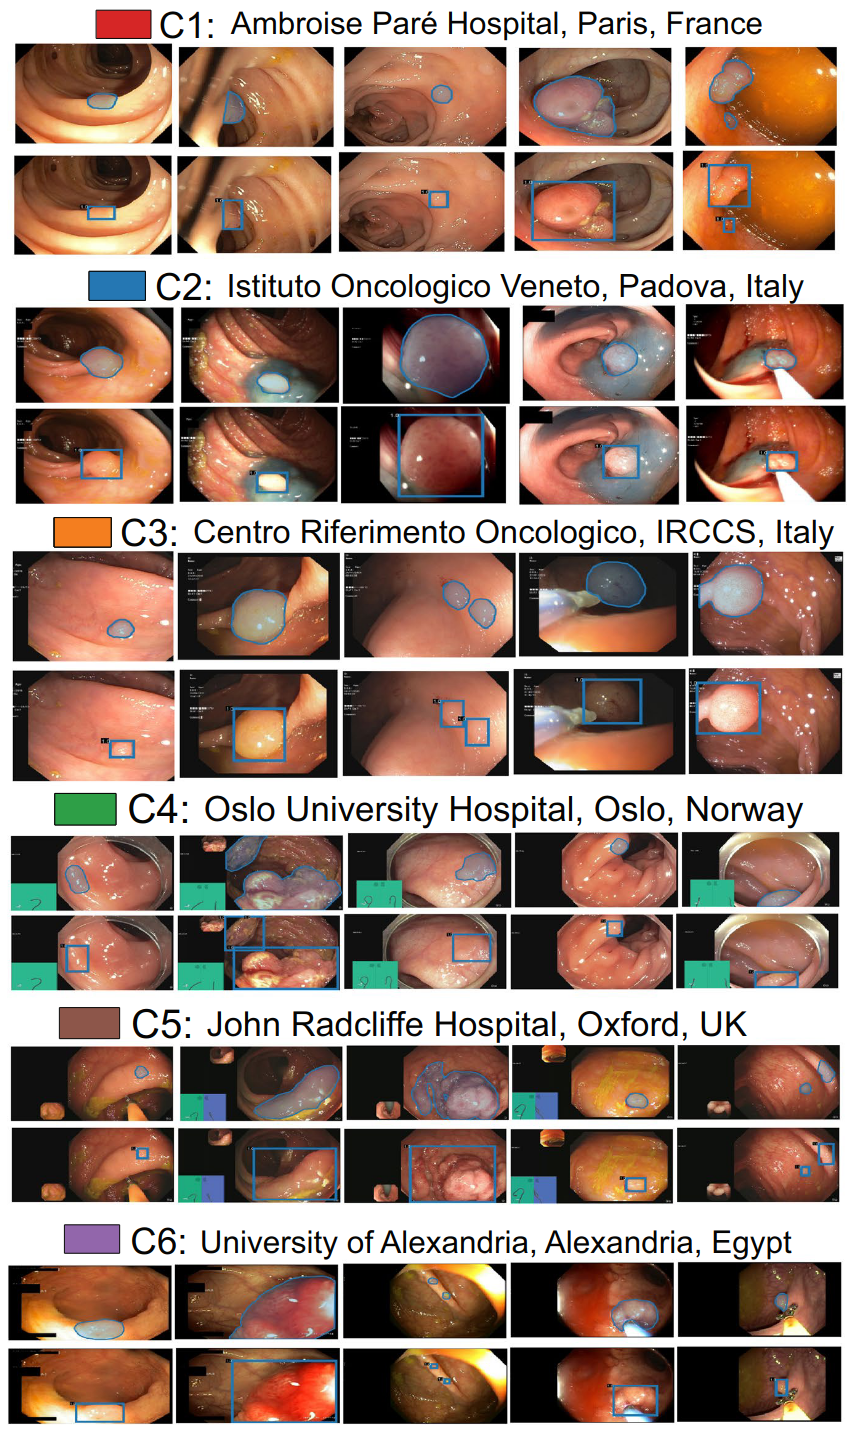 C1: Ambroise Paré Hospital, Paris, France
C2: Istituto Oncologico Veneto, Padova, Italy
C3: Centro Riferimento Oncologico, IRCCS, Italy
C4: Oslo University Hospital, Oslo, Norway
C5: John Radcliffe Hospital, Oxford, UK
C6: University of Alexandria, Alexandria, Egypt